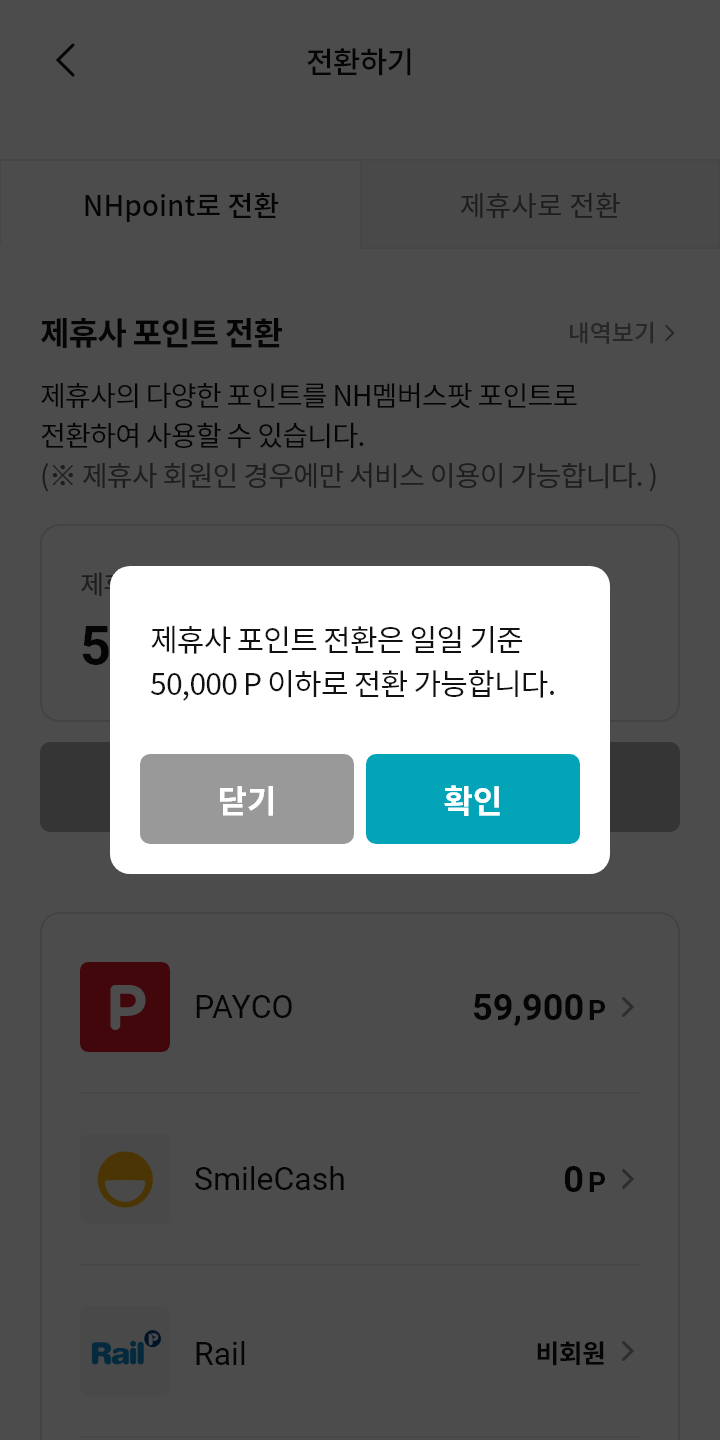 전환하기
NHpoint로 전환
제휴사로 전환
제휴사 포인트 전환
내역보기
제휴사의 다양한 포인트를 NH멤버스팟 포인트로
전환하여 사용할 수 있습니다.
(※ 제휴사 회원인 경우에만 서비스 이용이 가능합니다. )
5
제휴사 포인트 전환은 일일 기준
50,000 P 이하로 전환 가능합니다.
닫기
확인
P
PAYCO
59,900 P
SmileCash
0 P
Rail P
Rail
비회원